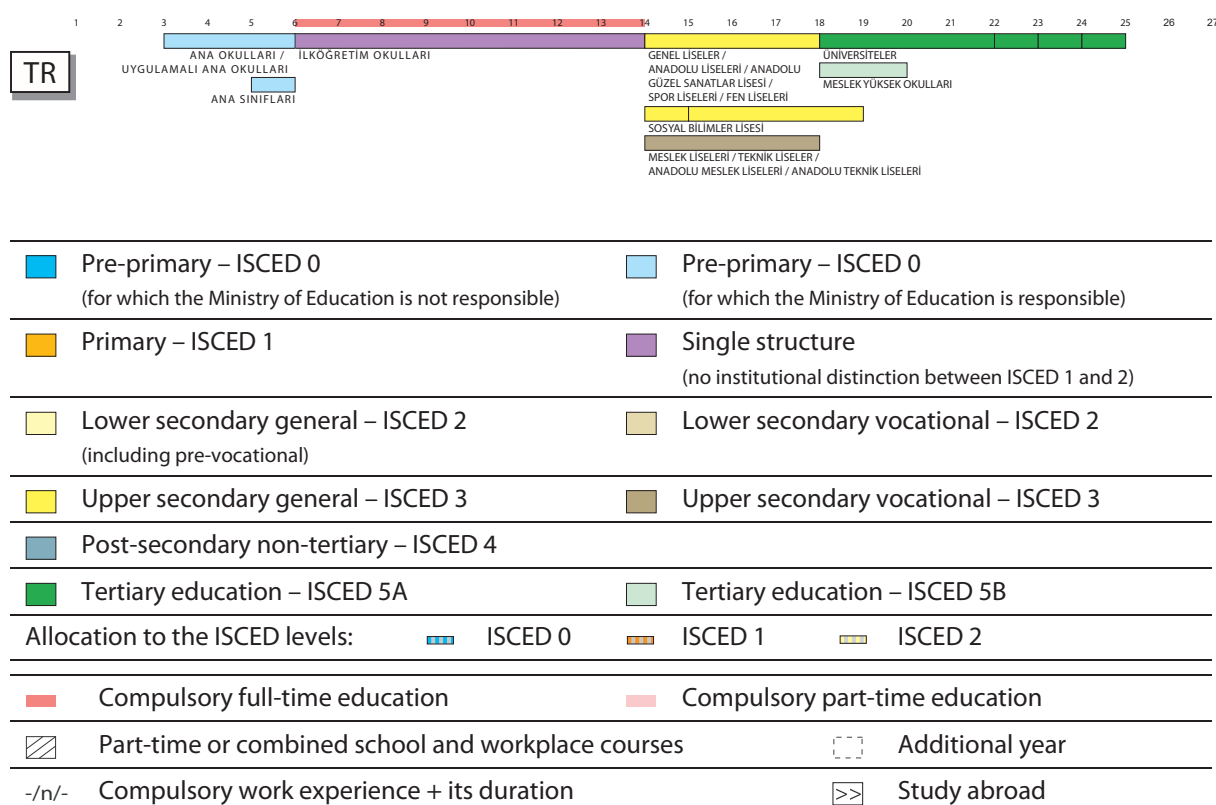 1 2 3 4 5 6 7 8 9 10 11 12 13 14 15 16 17 18 19 20 21 22 23 24 25 26 27
TR
ANA OKULLARI /
UYGULAMALI ANA OKULLARI
ANA SINIFLARI
İLKÖĞRETİM OKULLARI
GENEL LİSELER /
ANADOLU LİSELERİ / ANADOLU
GÜZEL SANATLAR LİSESİ /
SPOR LİSELERİ / FEN LİSELERİ
SOSYAL BİLİMLER LİSESİ
MESLEK LİSELERİ / TEKNİK LİSELER /
ANADOLU MESLEK LİSELERİ / ANADOLU TEKNİK LİSELERİ
ÜNİVERSİTELER
MESLEK YÜKSEK OKULLARI
Pre-primary – ISCED 0
(for which the Ministry of Education is not responsible)
Pre-primary – ISCED 0
(for which the Ministry of Education is responsible)
Primary – ISCED 1
Single structure
(no institutional distinction between ISCED 1 and 2)
Lower secondary general – ISCED 2
(including pre-vocational)
Lower secondary vocational – ISCED 2
Upper secondary general – ISCED 3
Upper secondary vocational – ISCED 3
Post-secondary non-tertiary – ISCED 4
Tertiary education – ISCED 5A
Tertiary education – ISCED 5B
Allocation to the ISCED levels: ISCED 0 ISCED 1 ISCED 2
Compulsory full-time education
Compulsory part-time education
Part-time or combined school and workplace courses
Additional year
-/n/- Compulsory work experience + its duration
>> Study abroad